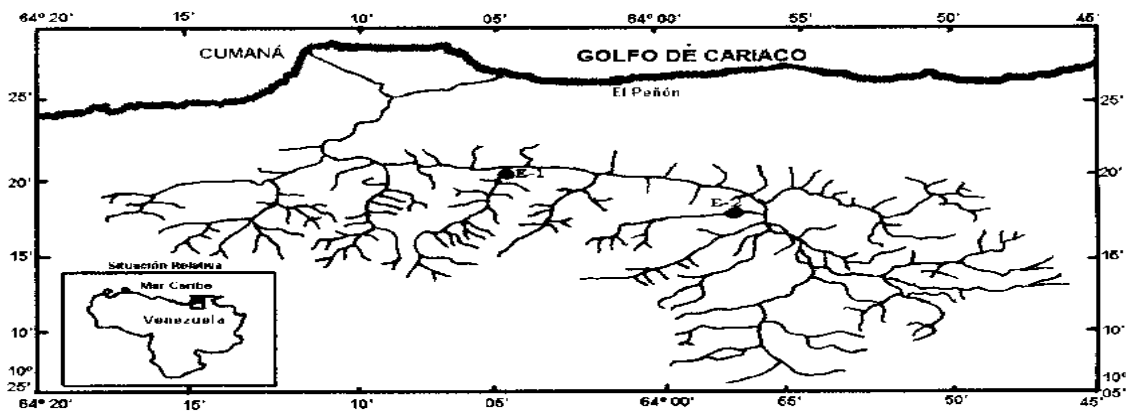 64° 20' 15' 10' 05' 64° 00' 55' 50' 45'
CUMANÁ
GOLFO DE CARIACO
El Peñón
25' 25'
20' 20'
E-1
E-2
15' 15'
Situación Relativa
Mar Caribe
Venezuela
10' 10'
10° 25' 10° 05'
64° 20' 15' 10' 05' 64° 00' 65' 50' 45'